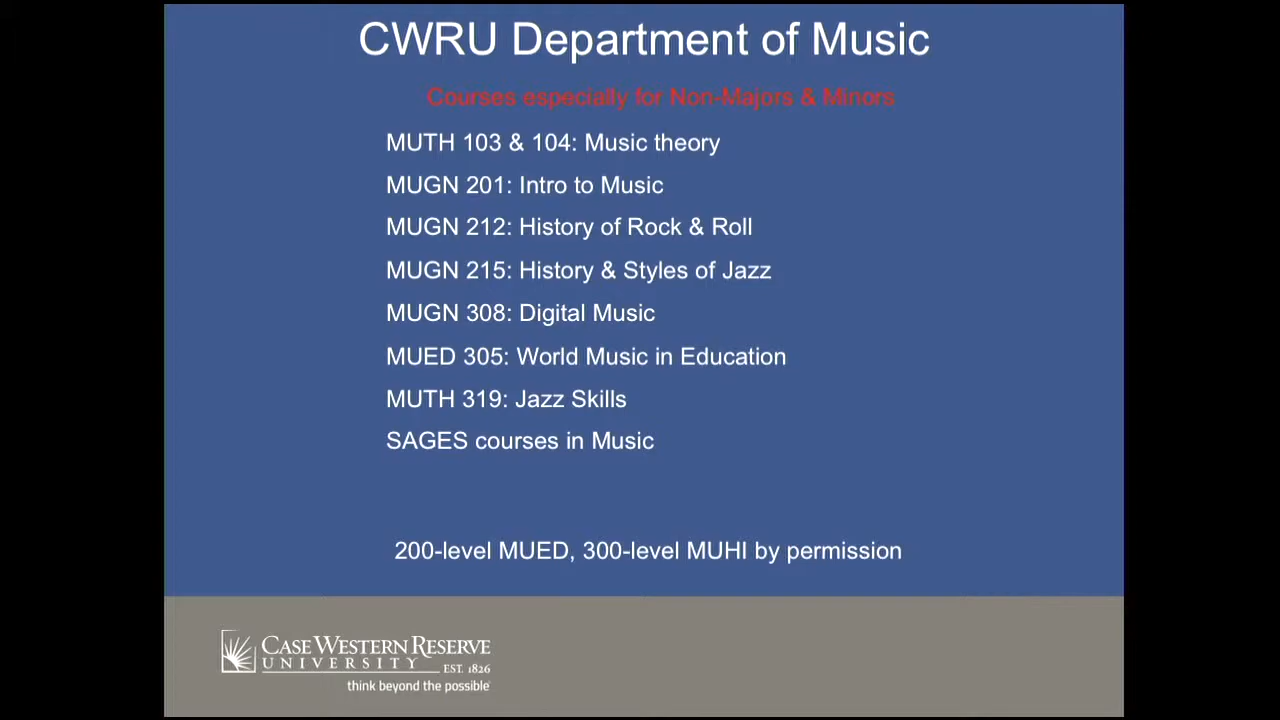 CWRU Department of Music
Courses especially for Non-Majors & Minors
MUTH 103 & 104: Music theory
MUGN 201: Intro to Music
MUGN 212: History of Rock & Roll
MUGN 215: History & Styles of Jazz
MUGN 308: Digital Music
MUED 305: World Music in Education
MUTH 319: Jazz Skills
SAGES courses in Music
200-level MUED, 300-level MUHI by permission
CASE WESTERN RESERVE
UNIVERSITY EST. 1826
think beyond the possible